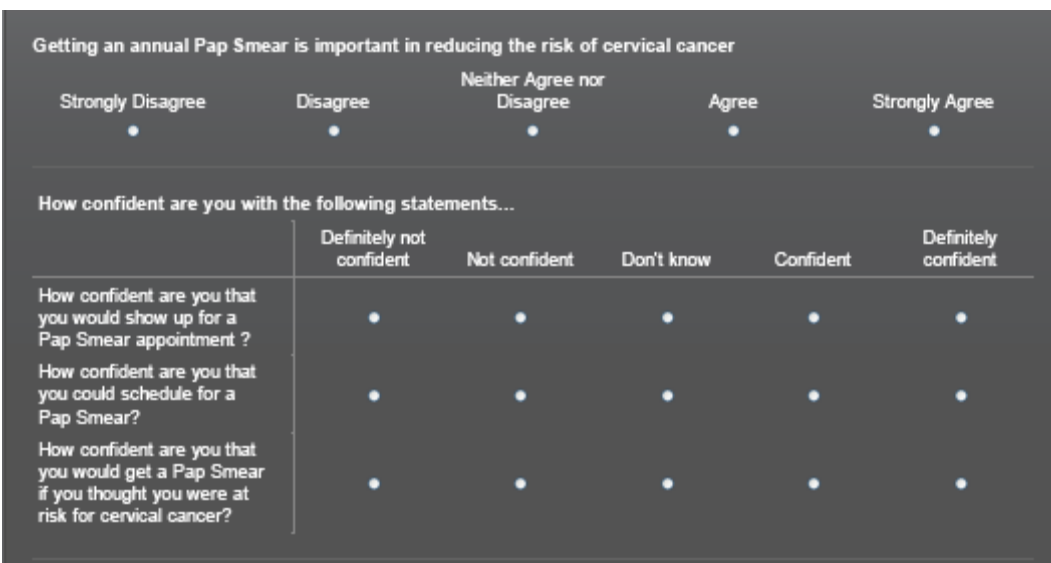 Getting an annual Pap Smear is important in reducing the risk of cervical cancer
Neither Agree nor
Strongly Disagree Disagree Disagree Agree Strongly Agree
How confident are you with the following statements...
Definitely not Definitely
confident Not confident Don't know Confident confident
How confident are you that
you would show up for a
Pap Smear appointment ?
How confident are you that
you could schedule for a
Pap Smear?
How confident are you that
you would get a Pap Smear
if you thought you were at
risk for cervical cancer?